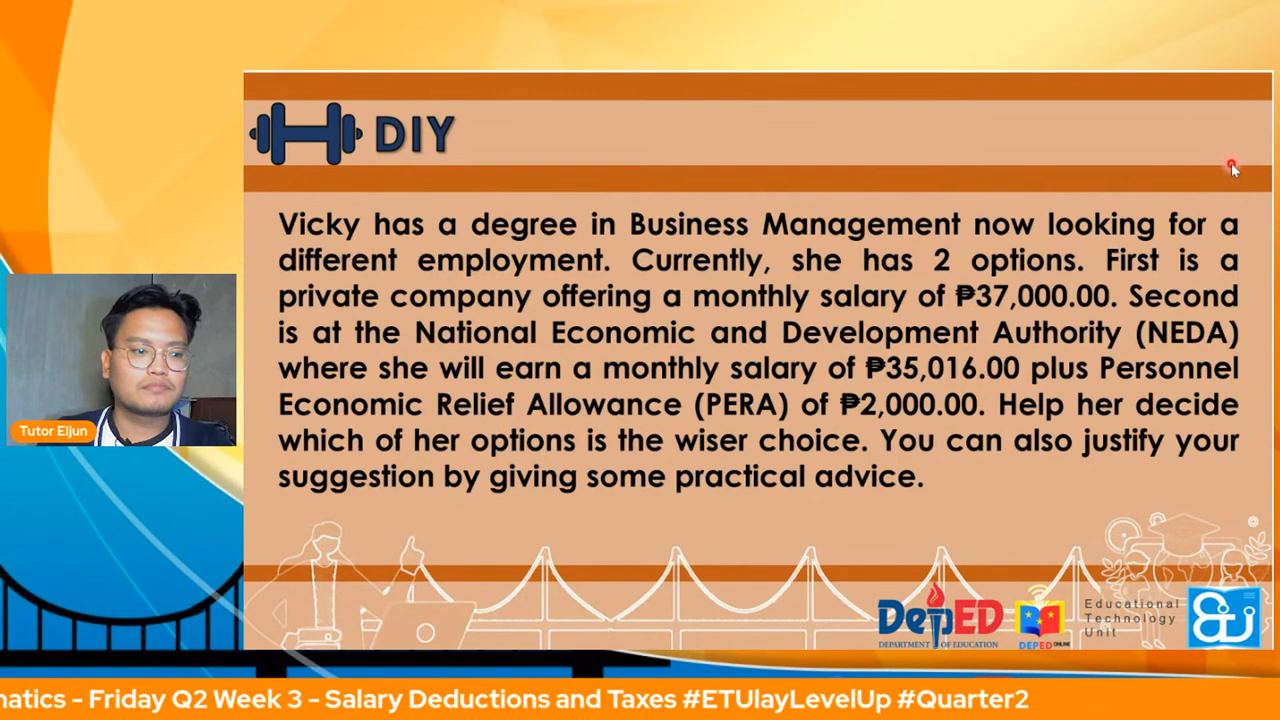 DIY
Vicky has a degree in Business Management now looking for a
different employment. Currently, she has 2 options. First is a
private company offering a monthly salary of ₱37,000.00. Second
is at the National Economic and Development Authority (NEDA)
where she will earn a monthly salary of ₱35,016.00 plus Personnel
Economic Relief Allowance (PERA) of ₱2,000.00. Help her decide
which of her options is the wiser choice. You can also justify your
suggestion by giving some practical advice.
Tutor Eljun
DepED
DEPARTMENT OF EDUCATION
DEPED ONLINE
Educational
Technology
Unit
matics - Friday Q2 Week 3 - Salary Deductions and Taxes #ETUlayLevelUp #Quarter2